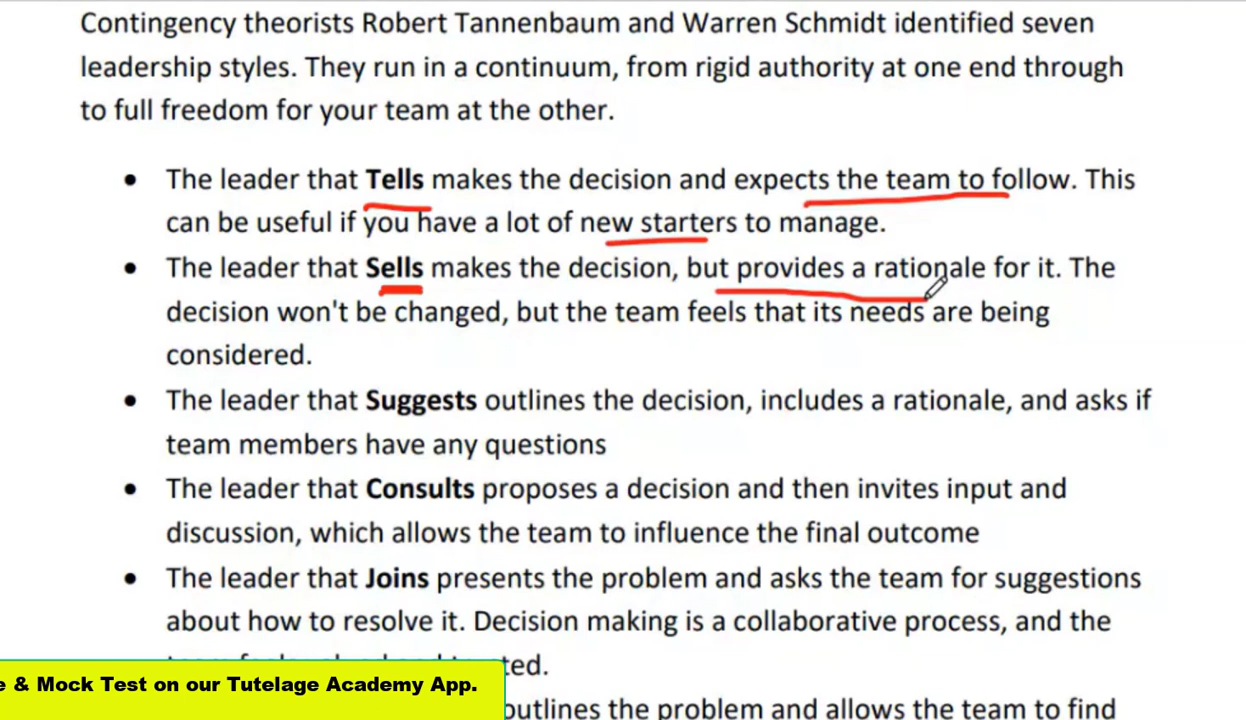 Contingency theorists Robert Tannenbaum and Warren Schmidt identified seven
leadership styles. They run in a continuum, from rigid authority at one end through
to full freedom for your team at the other.
• The leader that Tells makes the decision and expects the team to follow. This
can be useful if you have a lot of new starters to manage.
• The leader that Sells makes the decision, but provides a rationale for it. The
decision won't be changed, but the team feels that its needs are being
considered.
• The leader that Suggests outlines the decision, includes a rationale, and asks if
team members have any questions
• The leader that Consults proposes a decision and then invites input and
discussion, which allows the team to influence the final outcome
• The leader that Joins presents the problem and asks the team for suggestions
about how to resolve it. Decision making is a collaborative process, and the
& Mock Test on our Tutelage Academy App.
outlines the problem and allows the team to find